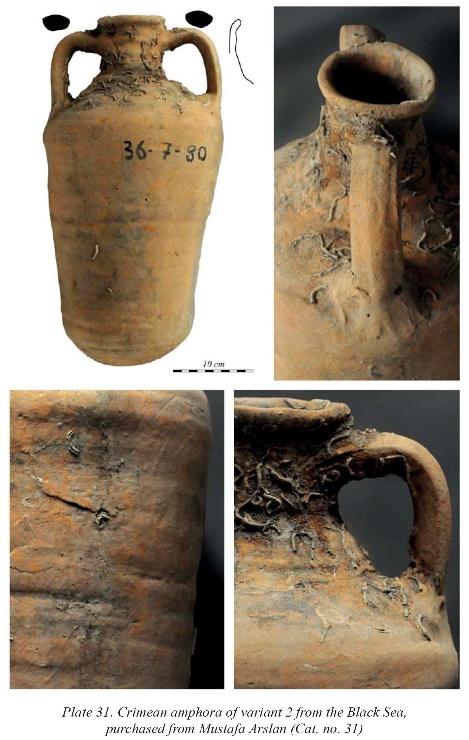 36-7-80
10 cm
Plate 31. Crimean amphora of variant 2 from the Black Sea,
purchased from Mustafa Arslan (Cat. no. 31)